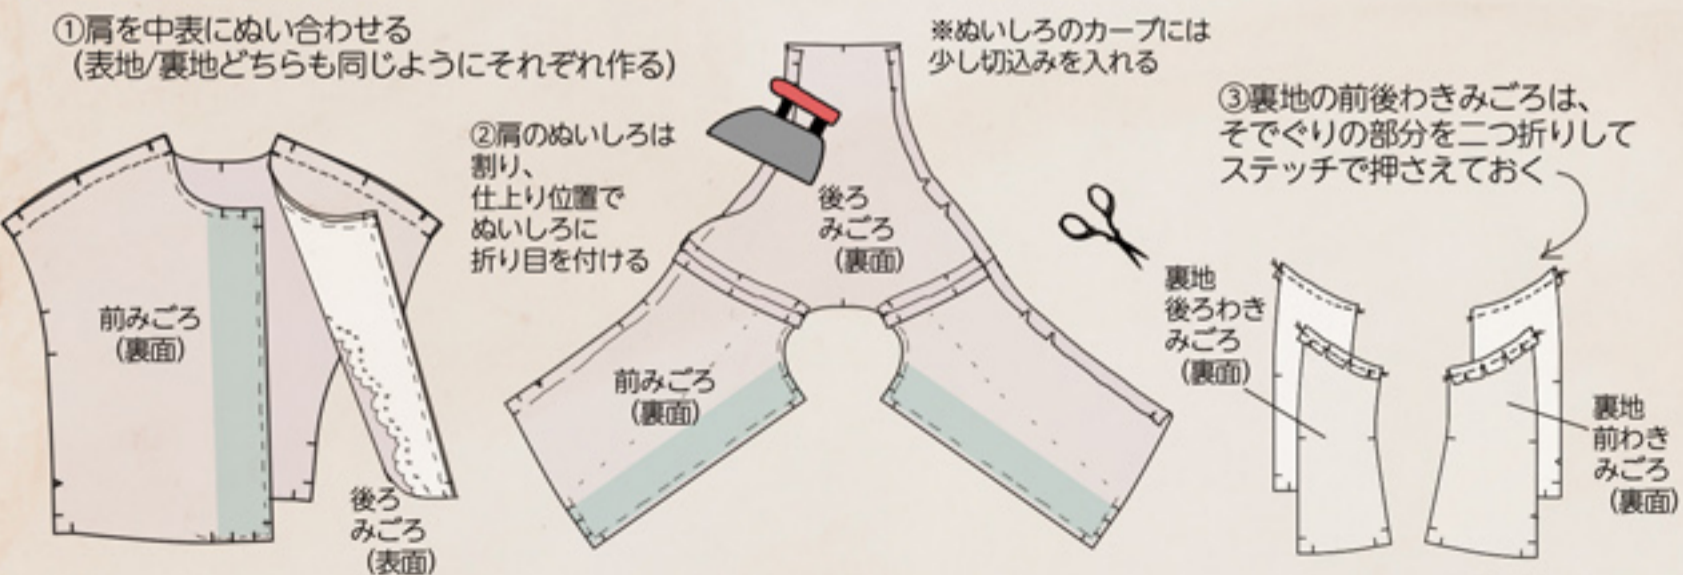 ①肩を中表にぬい合わせる
（表地/裏地どちらも同じようにそれぞれ作る）
前みごろ
（裏面）
後ろ
みごろ
（表面）
②肩のぬいしろは
割り、
仕上り位置で
ぬいしろに
折り目を付ける
※ぬいしろのカーブには
少し切込みを入れる
後ろ
みごろ
（裏面）
前みごろ
（裏面）
③裏地の前後わきみごろは、
そでぐりの部分を二つ折りして
ステッチで押さえておく
裏地
後ろわき
みごろ
（裏面）
裏地
前わき
みごろ
（裏面）